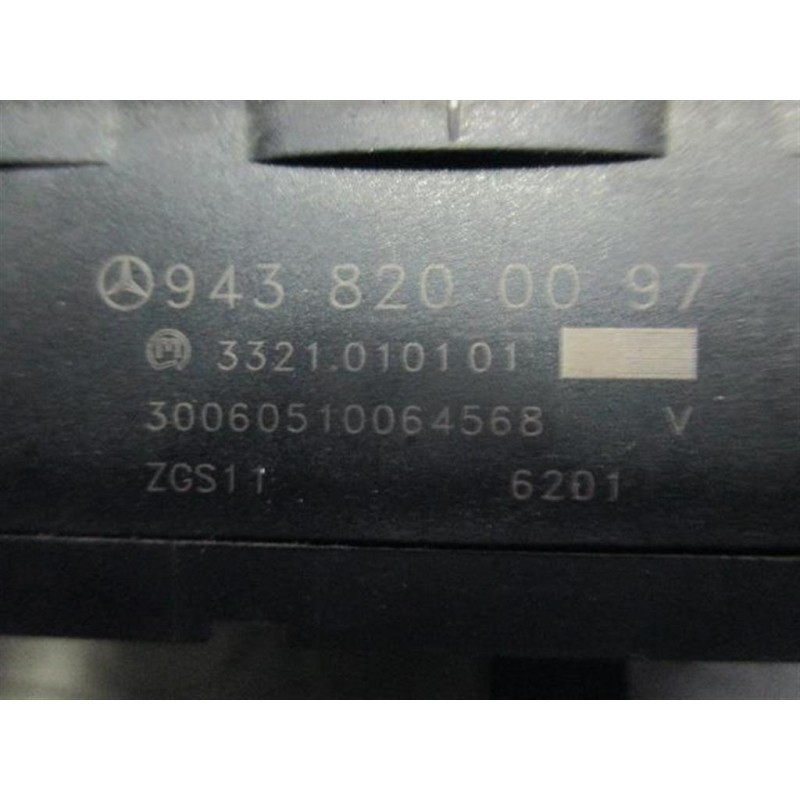 943 820 00 97
M 3321.010101
30060510064568 V
ZGS11 6201